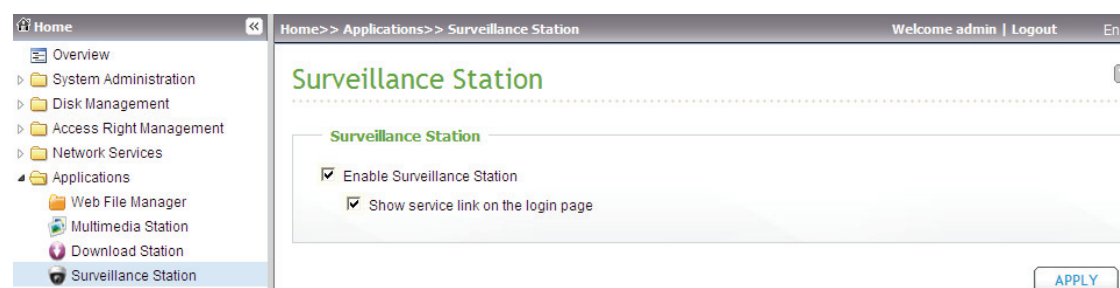 Home
Overview
System Administration
Disk Management
Access Right Management
Network Services
Applications
Web File Manager
Multimedia Station
Download Station
Surveillance Station
Home>> Applications>> Surveillance Station
Welcome admin | Logout
En
Surveillance Station
Surveillance Station
Enable Surveillance Station
Show service link on the login page
APPLY